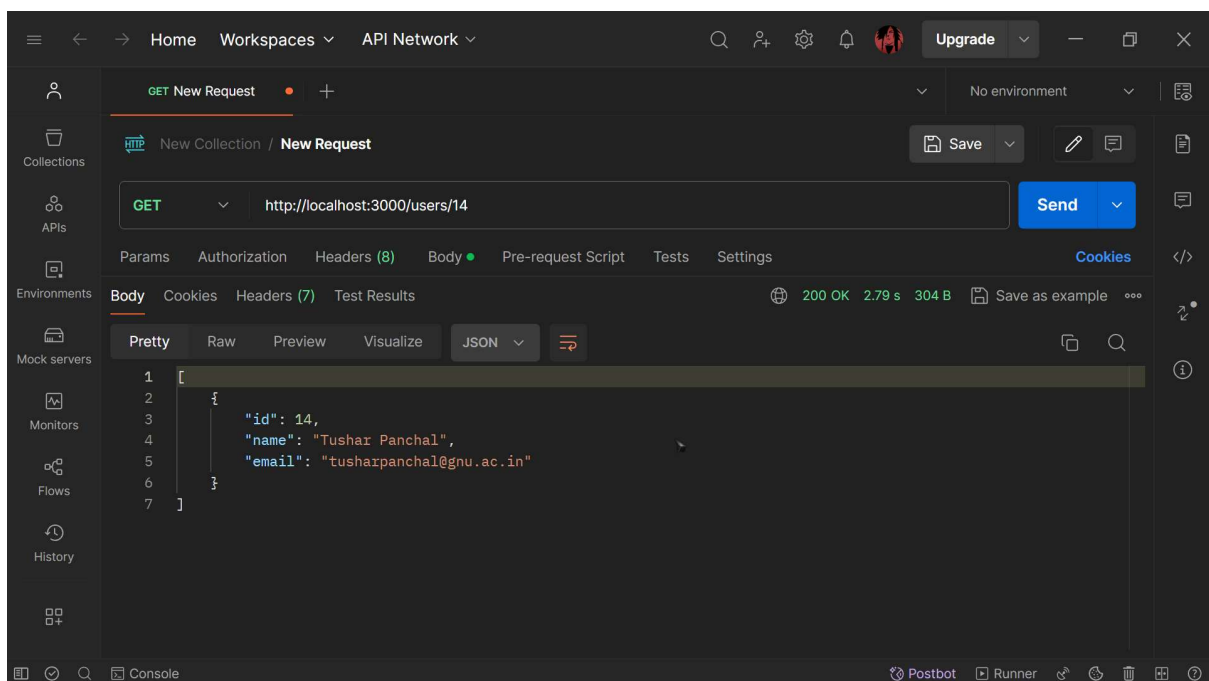 Home Workspaces API Network Upgrade
GET New Request No environment
HTTP New Collection / New Request Save
Collections
GET http://localhost:3000/users/14 Send
APIs
Params Authorization Headers (8) Body Pre-request Script Tests Settings Cookies
Environments
Body Cookies Headers (7) Test Results 200 OK 2.79 s 304 B Save as example
Pretty Raw Preview Visualize JSON
Mock servers
1 [
2 {
3 "id": 14,
4 "name": "Tushar Panchal",
5 "email": "tusharpanchal@gnu.ac.in"
6 }
7 ]
Monitors
Flows
History
Console Postbot Runner